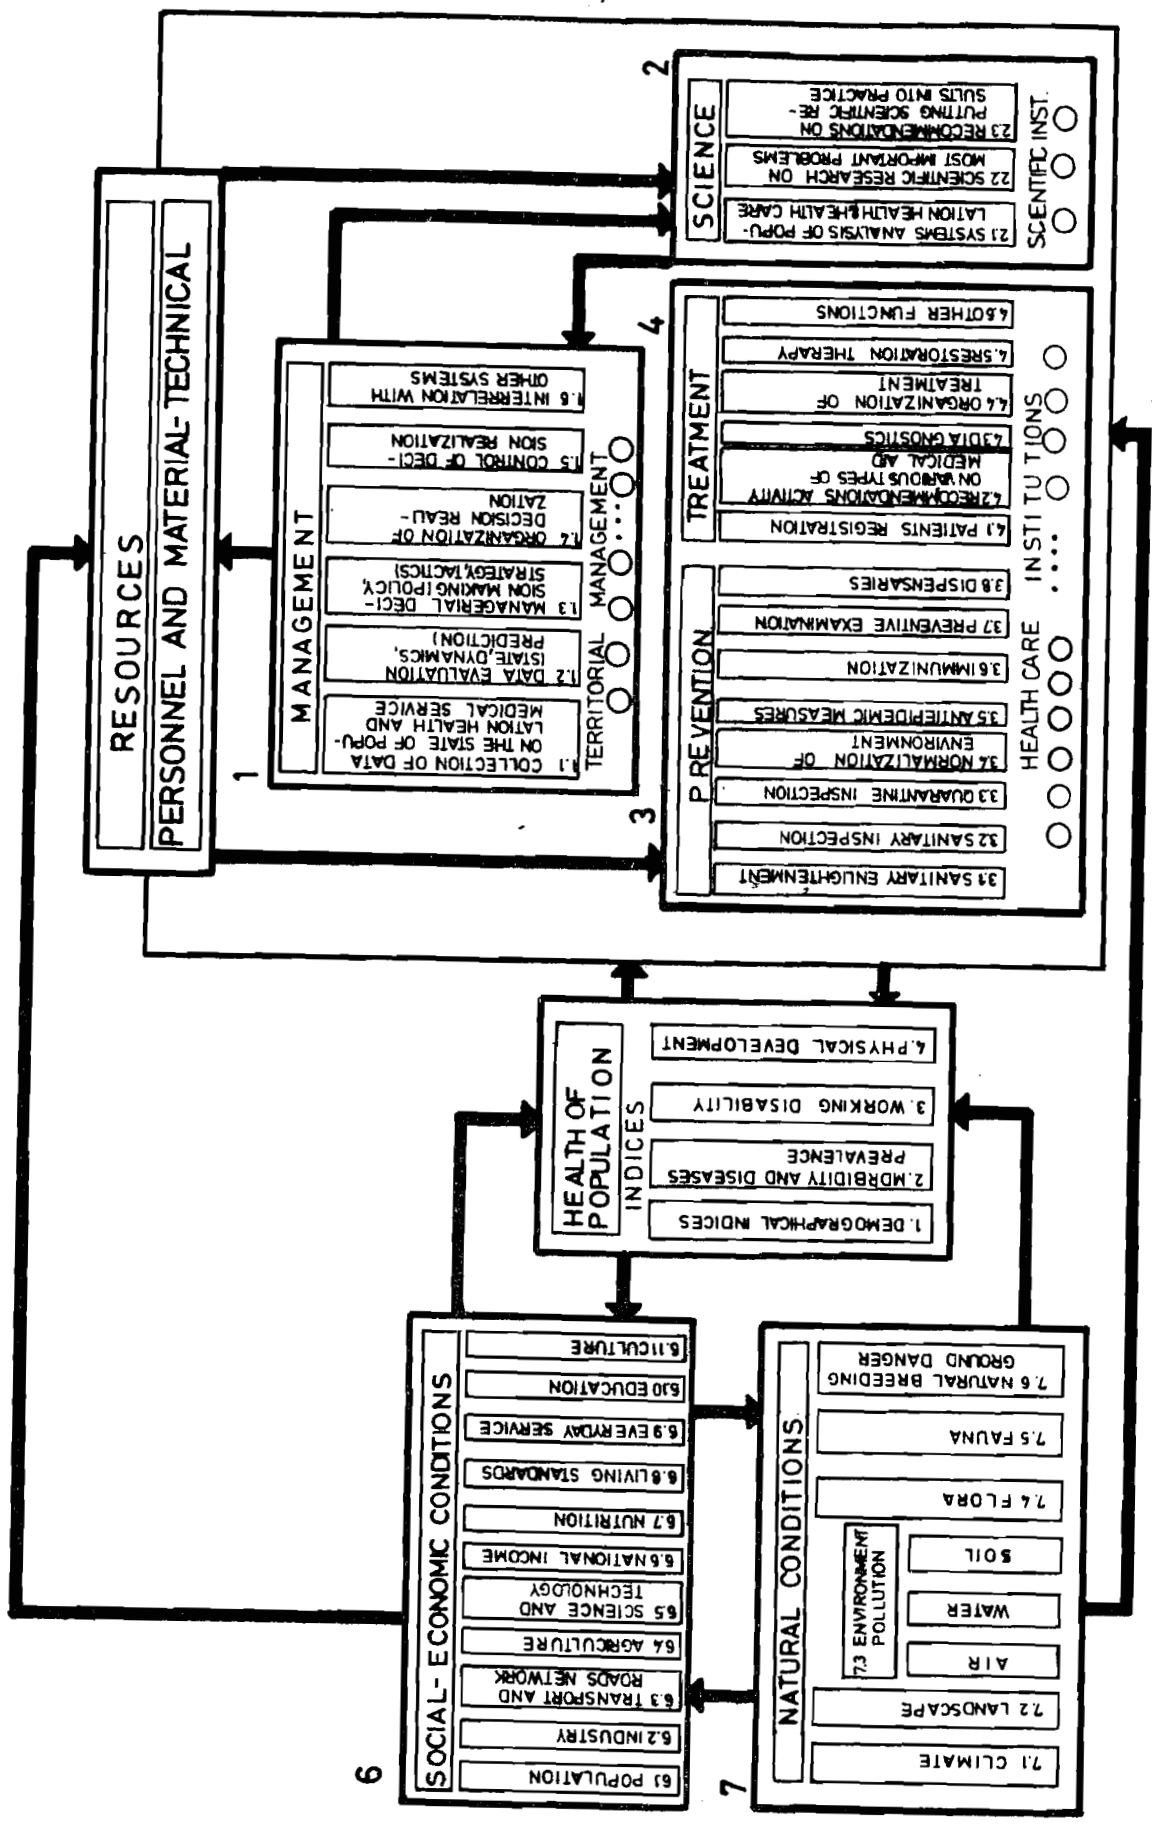 RESOURCES
PERSONNEL AND MATERIAL-TECHNICAL
1
MANAGEMENT
1.1 COLLECTION OF DATA
ON THE STATE OF POPU-
LATION HEALTH AND
MEDICAL SERVICE
1.2 DATA EVALUATION
(STATE, DYNAMICS,
PREDICTION)
1.3 MANAGERIAL DECI-
SION MAKING (POLICY,
STRATEGY, TACTICS)
1.4 ORGANIZATION OF
DECISION REALI-
ZATION
1.5 CONTROL OF DECI-
SION REALIZATION
1.6 INTERRELATION WITH
OTHER SYSTEMS
TERRITORIAL MANAGEMENT
2
SCIENCE
2.1 SYSTEMS ANALYSIS OF POPU-
LATION HEALTH & HEALTH CARE
2.2 SCIENTIFIC RESEARCH ON
MOST IMPORTANT PROBLEMS
2.3 RECOMMENDATIONS ON
PUTTING SCIENTIFIC RE-
SULTS INTO PRACTICE
SCIENTIFIC INST.
3
PREVENTION
3.1 SANITARY ENLIGHTENMENT
3.2 SANITARY INSPECTION
3.3 QUARANTINE INSPECTION
3.4 NORMALIZATION OF
ENVIRONMENT
3.5 ANTIEPIDEMIC MEASURES
3.6 IMMUNIZATION
3.7 PREVENTIVE EXAMINATION
3.8 DISPENSARIES
4
TREATMENT
4.1 PATIENTS REGISTRATION
4.2 RECOMMENDATIONS ACTIVITY
ON VARIOUS TYPES OF
MEDICAL AID
4.3 DIAGNOSTICS
4.4 ORGANIZATION OF
TREATMENT
4.5 RESTORATION THERAPY
4.6 OTHER FUNCTIONS
HEALTH CARE .... INSTITUTIONS
HEALTH OF
POPULATION
INDICES
1. DEMOGRAPHICAL INDICES
2. MORBIDITY AND DISEASES
PREVALENCE
3. WORKING DISABILITY
4. PHYSICAL DEVELOPMENT
6
SOCIAL-ECONOMIC CONDITIONS
6.1 POPULATION
6.2 INDUSTRY
6.3 TRANSPORT AND
ROADS NETWORK
6.4 AGRICULTURE
6.5 SCIENCE AND
TECHNOLOGY
6.6 NATIONAL INCOME
6.7 NUTRITION
6.8 LIVING STANDARDS
6.9 EVERYDAY SERVICE
6.10 EDUCATION
6.11 CULTURE
7
NATURAL CONDITIONS
7.1 CLIMATE
7.2 LANDSCAPE
7.3 ENVIRONMENT
POLLUTION
AIR
WATER
SOIL
7.4 FLORA
7.5 FAUNA
7.6 NATURAL BREEDING
GROUND DANGER